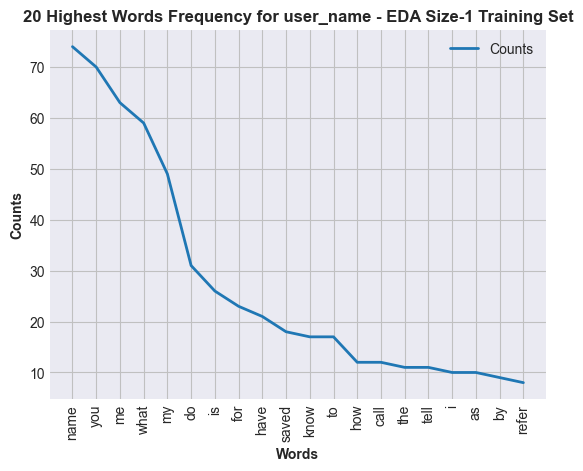 20 Highest Words Frequency for user_name - EDA Size-1 Training Set
Counts
70
60
50
40
30
20
10
Counts
name
you
me
what
my
do
is
for
have
saved
know
to
how
call
the
tell
i
as
by
refer
Words